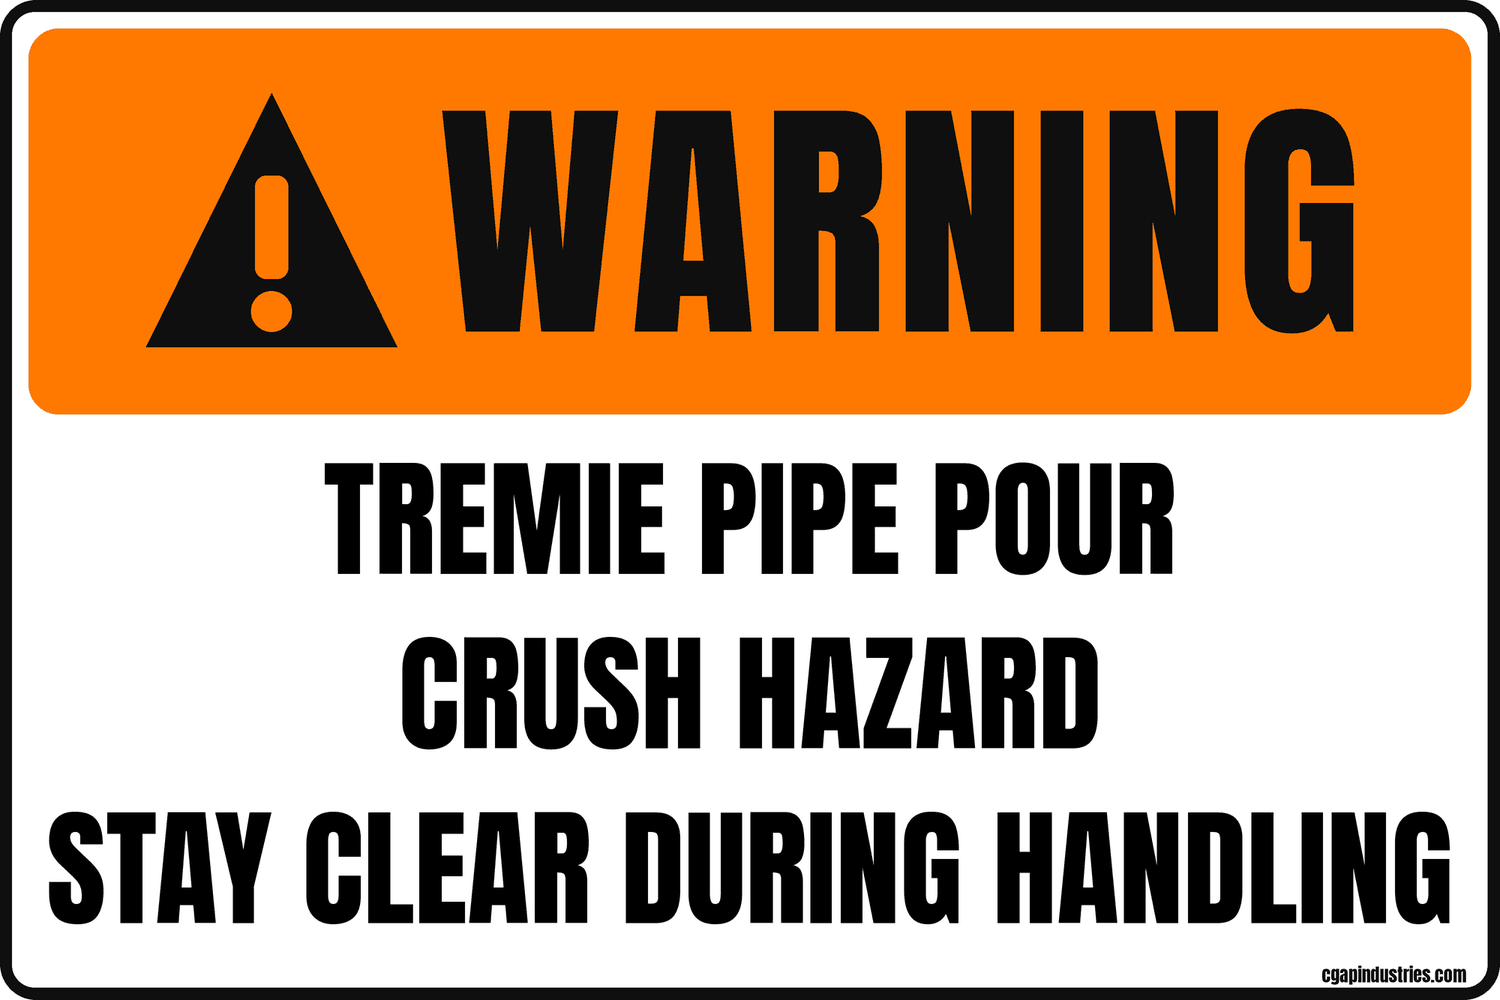 WARNING
TREMIE PIPE POUR
CRUSH HAZARD
STAY CLEAR DURING HANDLING
cgapindustries.com